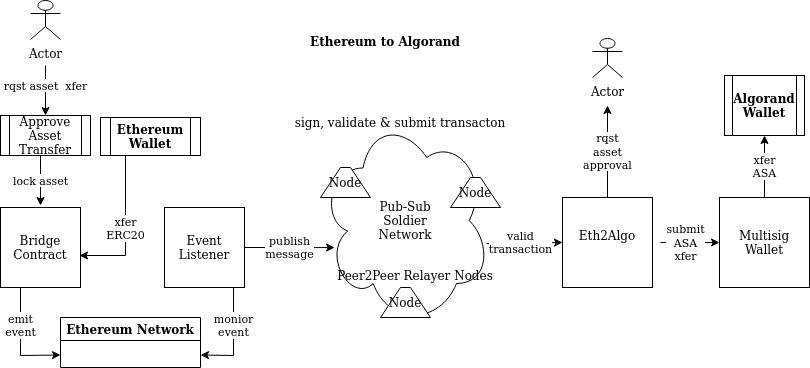 Ethereum to Algorand
Actor
rqst asset xfer
Approve
Asset
Transfer
Ethereum
Wallet
lock asset
xfer
ERC20
Bridge
Contract
Event
Listener
emit
event
monior
event
Ethereum Network
publish
message
sign, validate & submit transacton
Node
Node
Pub-Sub
Soldier
Network
Peer2Peer Relayer Nodes
Node
valid
transaction
Actor
rqst
asset
approval
Eth2Algo
submit
ASA
xfer
Algorand
Wallet
xfer
ASA
Multisig
Wallet